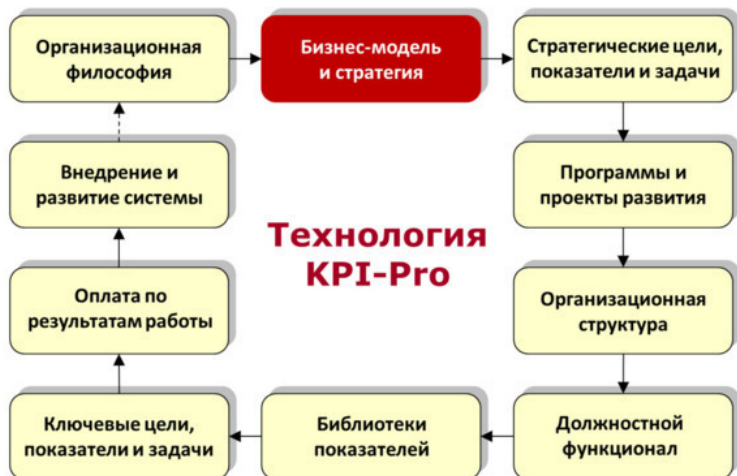 Организационная
философия
Бизнес-модель
и стратегия
Стратегические цели,
показатели и задачи
Внедрение и
развитие системы
Программы и
проекты развития
Технология
KPI-Pro
Оплата по
результатам работы
Организационная
структура
Ключевые цели,
показатели и задачи
Библиотеки
показателей
Должностной
функционал